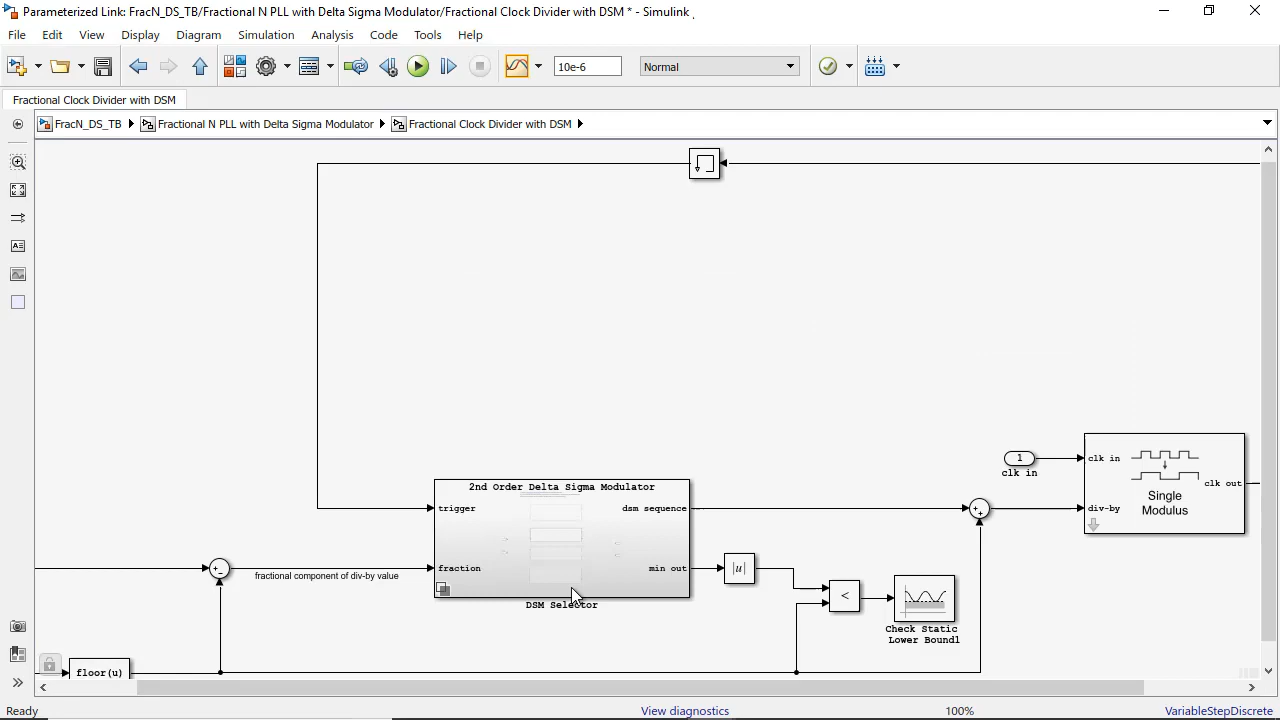 Parameterized Link: FracN_DS_TB/Fractional N PLL with Delta Sigma Modulator/Fractional Clock Divider with DSM * - Simulink
File Edit View Display Diagram Simulation Analysis Code Tools Help
10e-6 Normal
Fractional Clock Divider with DSM
FracN_DS_TB Fractional N PLL with Delta Sigma Modulator Fractional Clock Divider with DSM
1
clk in
clk in
clk out
Single
Modulus
div-by
2nd Order Delta Sigma Modulator
trigger dsm sequence
fraction min out
DSM Selector
fractional component of div-by value
|u|
<
Check Static
Lower Bound1
floor(u)
Ready View diagnostics 100% VariableStepDiscrete